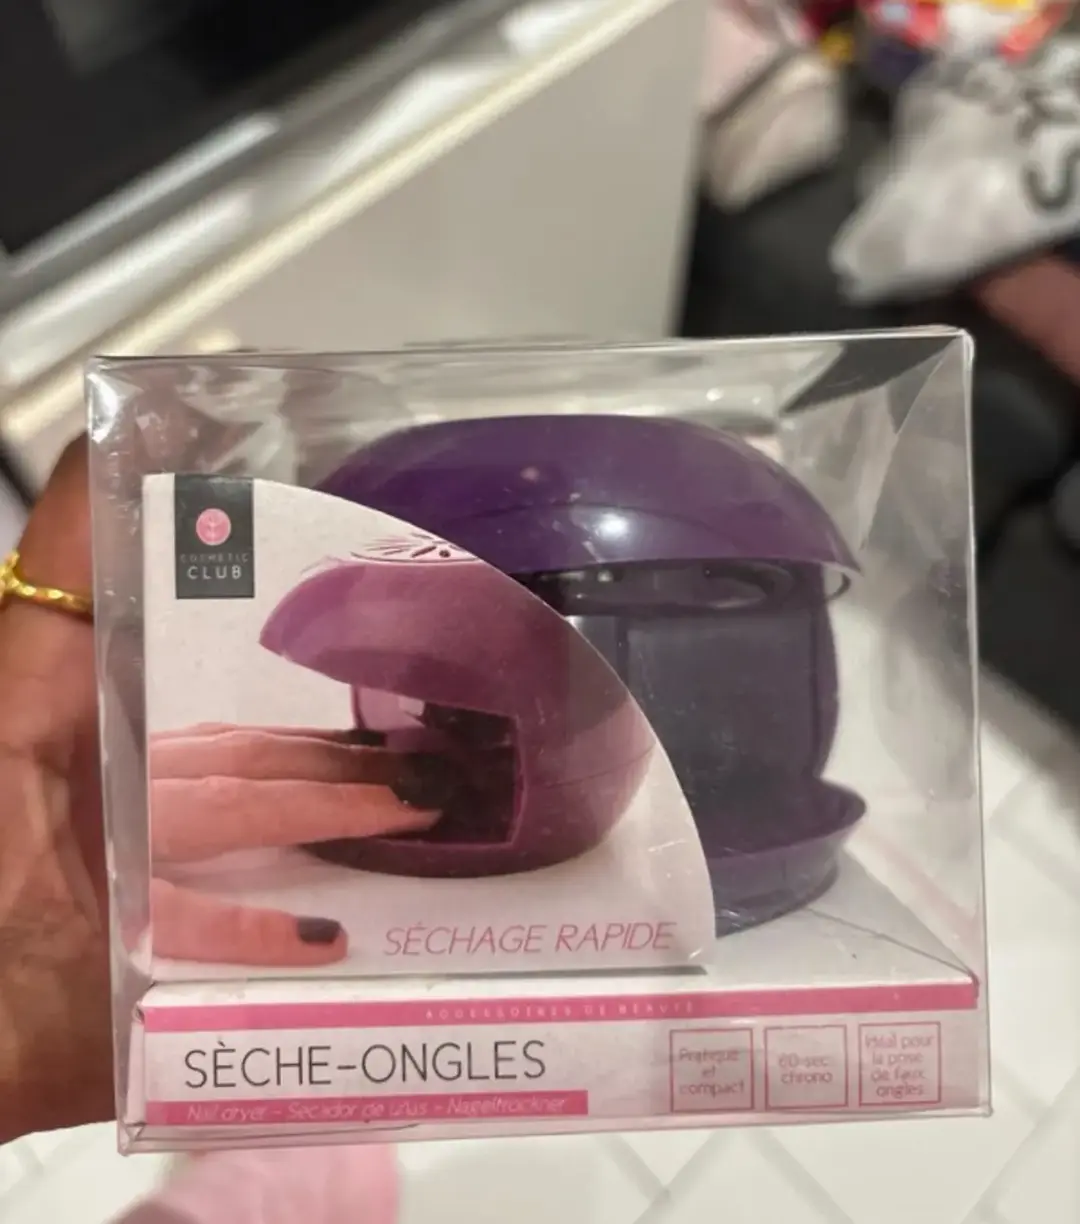 COSMETIC
CLUB
SÉCHAGE RAPIDE
ACCESSOIRES DE BEAUTÉ
SÈCHE-ONGLES
Nail dryer - Secador de uñas - Nageltrockner
Pratique
et
compact
60 sec.
chrono
Idéal pour
la pose
de faux
ongles